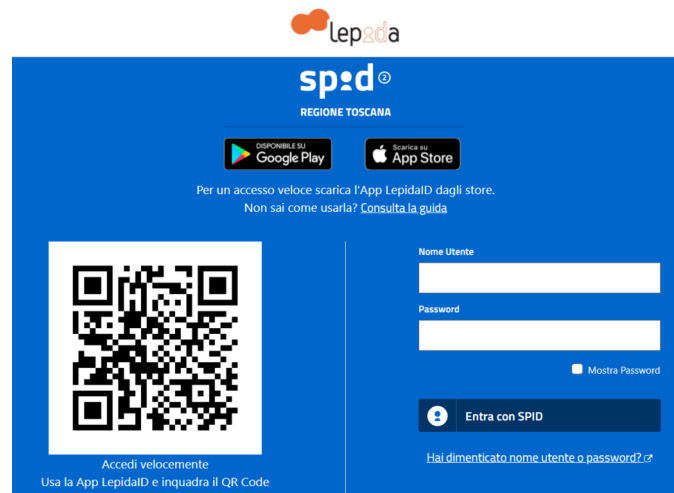 Lepida
spid 2
REGIONE TOSCANA
DISPONIBILE SU
Google Play
Scarica su
App Store
Per un accesso veloce scarica l'App LepidaID dagli store.
Non sai come usarla? Consulta la guida
Nome Utente
Password
Mostra Password
Entra con SPID
Hai dimenticato nome utente o password?
Accedi velocemente
Usa la App LepidaID e inquadra il QR Code